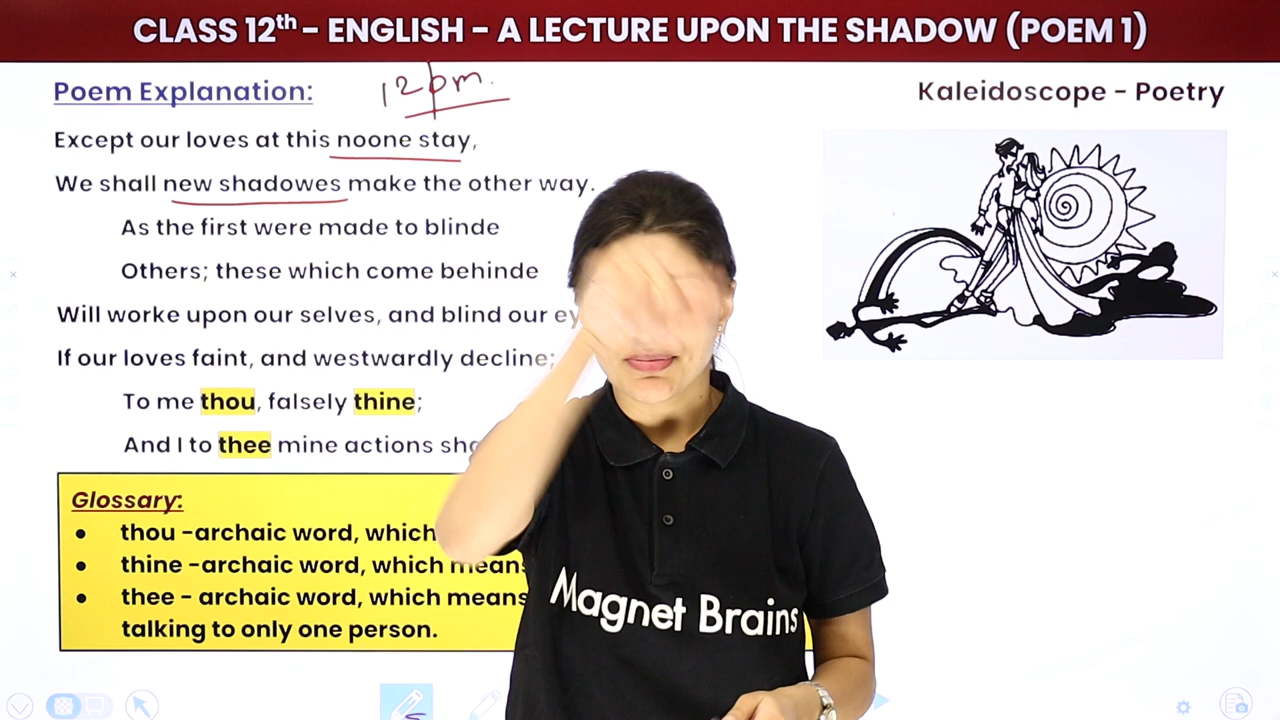 CLASS 12th – ENGLISH – A LECTURE UPON THE SHADOW (POEM 1)
Poem Explanation:
12 pm.
Kaleidoscope – Poetry
Except our loves at this noone stay,
We shall new shadowes make the other way.
As the first were made to blinde
Others; these which come behinde
Will worke upon our selves, and blind our
If our loves faint, and westwardly decline;
To me thou, falsely thine;
And I to thee mine actions
Glossary:
● thou –archaic word, which
● thine –archaic word, which means
● thee – archaic word, which means
talking to only one person.
Magnet Brains